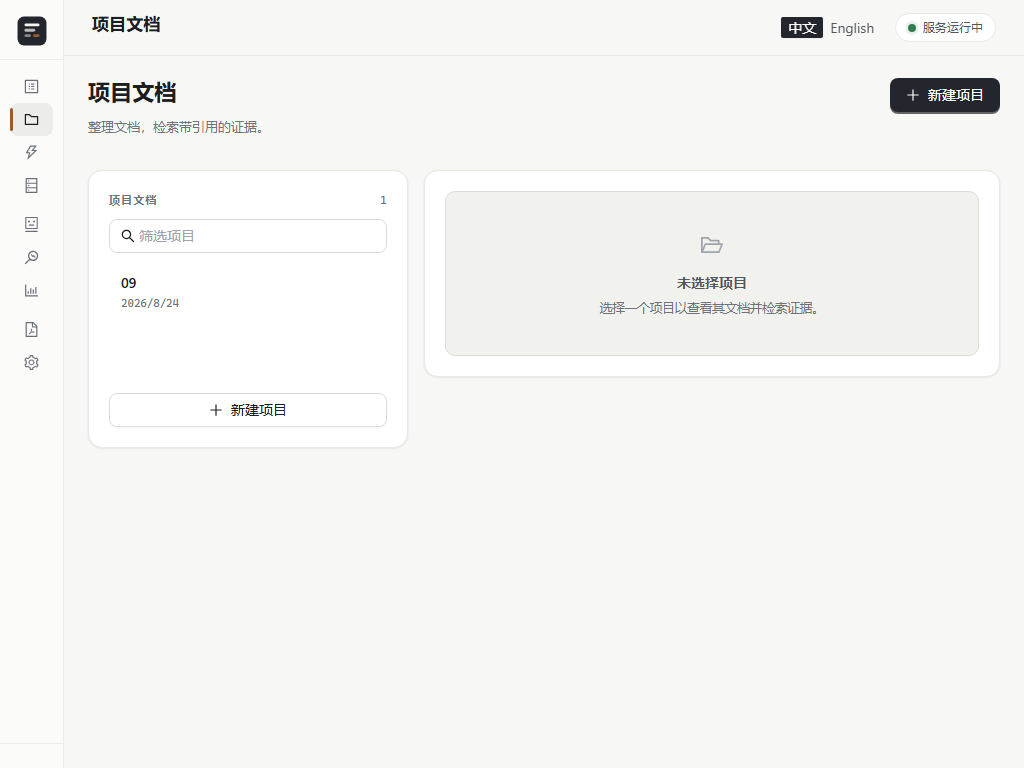 项目文档
中文 English 服务运行中
项目文档
整理文档，检索带引用的证据。
新建项目
项目文档 1
筛选项目
09
2026/8/24
新建项目
未选择项目
选择一个项目以查看其文档并检索证据。